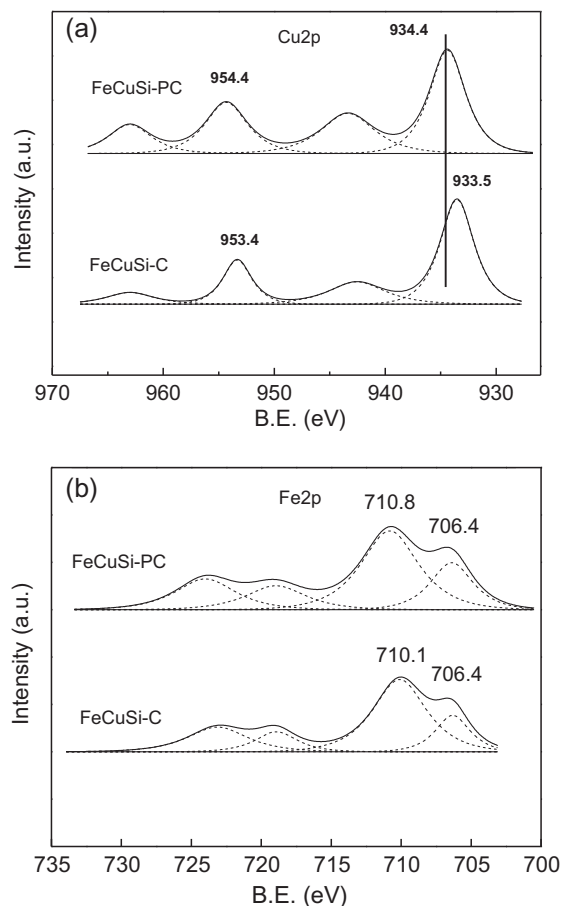 (a)
Cu2p
934.4
FeCuSi-PC
954.4
933.5
953.4
FeCuSi-C
Intensity (a.u.)
970 960 950 940 930
B.E. (eV)
(b)
Fe2p
710.8
706.4
FeCuSi-PC
710.1
706.4
FeCuSi-C
Intensity (a.u.)
735 730 725 720 715 710 705 700
B.E. (eV)